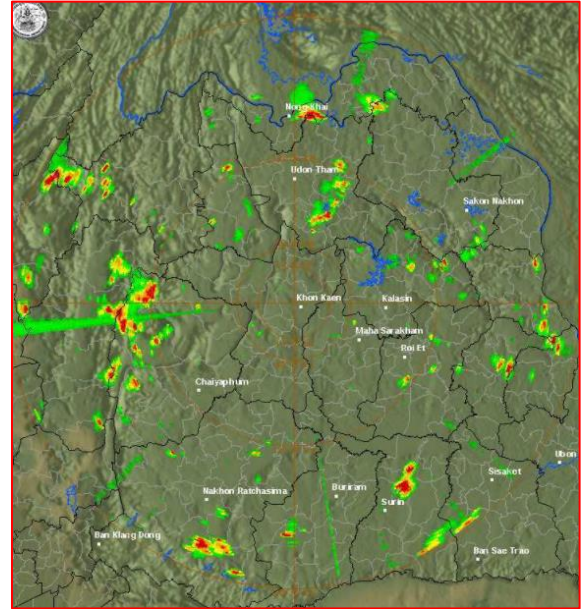 Nong Khai
Udon Thani
Sakon Nakhon
Khon Kaen
Kalasin
Maha Sarakham
Roi Et
Chaiyaphum
Ubon
Sisaket
Nakhon Ratchasima
Buriram
Surin
Ban Klang Dong
Ban Sae Trao